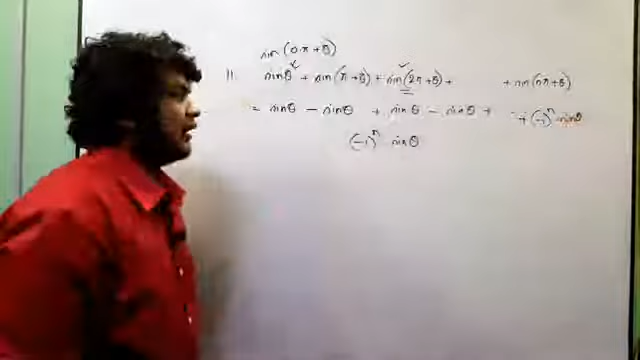 sin(0π+θ)
11. sinθ + sin(π+θ) + sin(2π+θ) + + sin(nπ+θ)
= sinθ - sinθ + sinθ - sinθ + ... + (-1)ⁿ sinθ
(-1)ⁿ sinθ